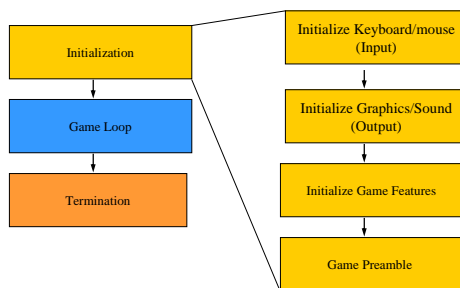 Initialization
Game Loop
Termination
Initialize Keyboard/mouse
(Input)
Initialize Graphics/Sound
(Output)
Initialize Game Features
Game Preamble